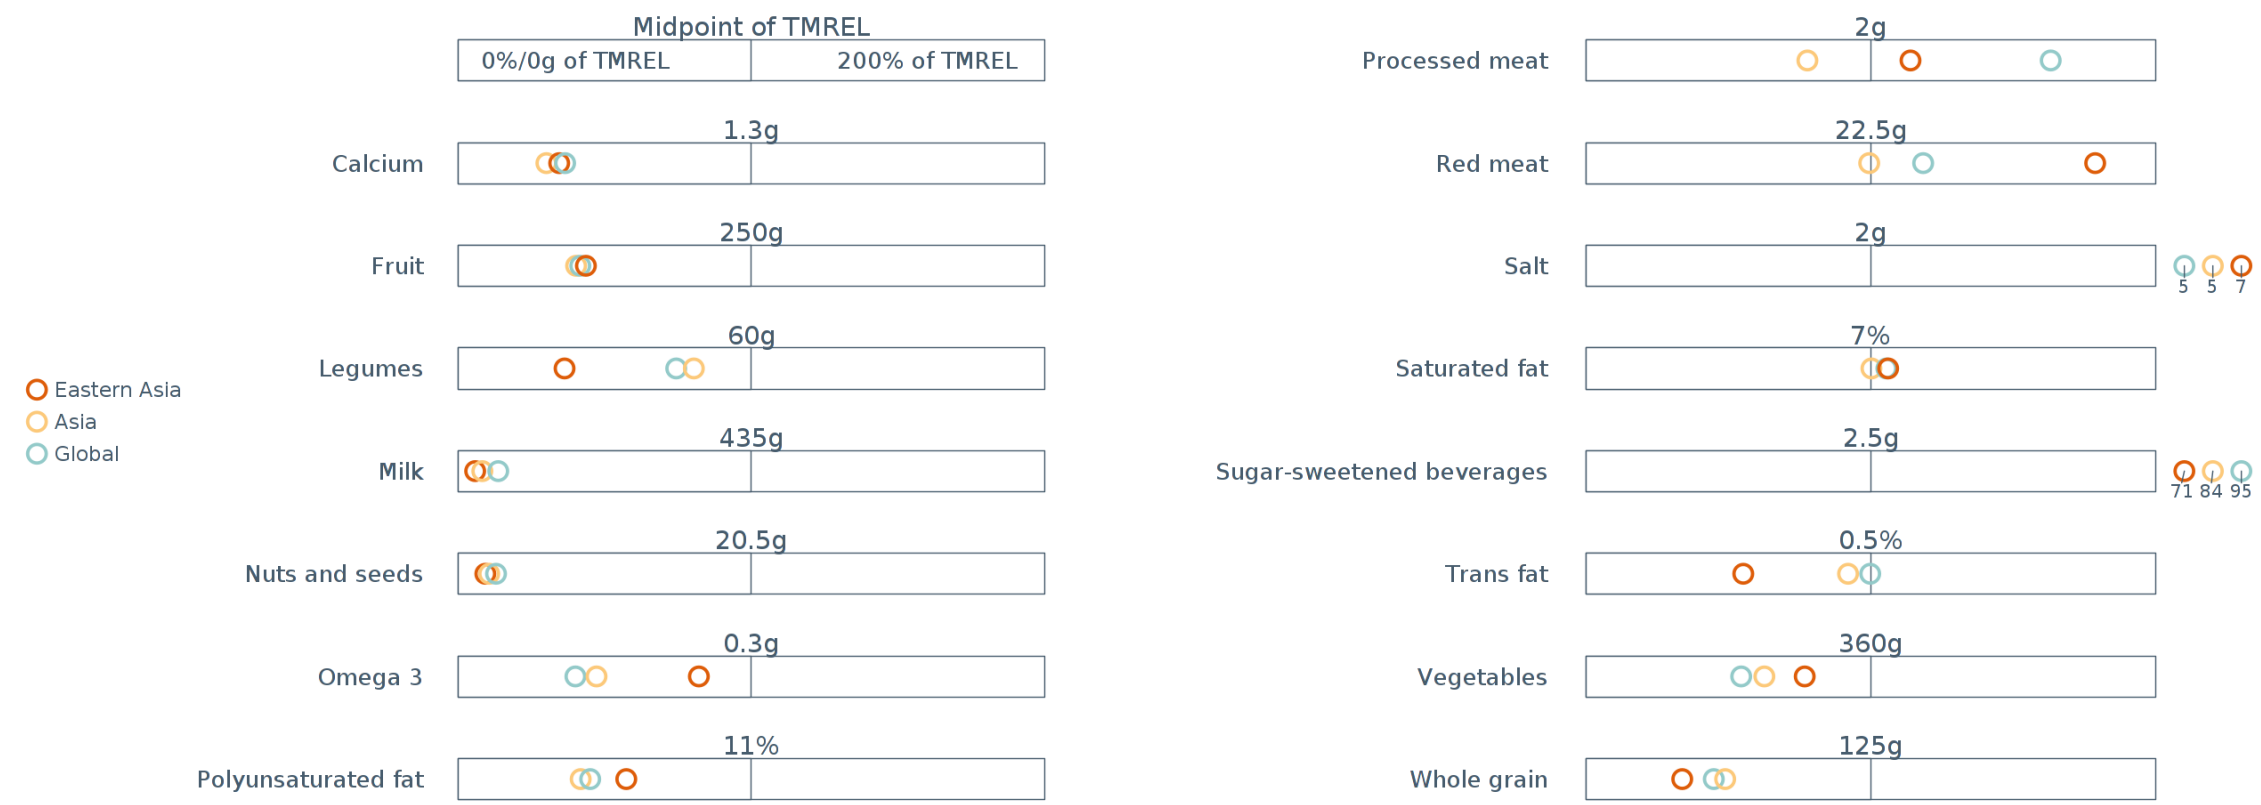 Midpoint of TMREL
0%/0g of TMREL 200% of TMREL
1.3g
Calcium
250g
Fruit
60g
Legumes
435g
Milk
20.5g
Nuts and seeds
0.3g
Omega 3
11%
Polyunsaturated fat
2g
Processed meat
22.5g
Red meat
2g
Salt
5 5 7
7%
Saturated fat
2.5g
Sugar-sweetened beverages
71 84 95
0.5%
Trans fat
360g
Vegetables
125g
Whole grain
Eastern Asia
Asia
Global